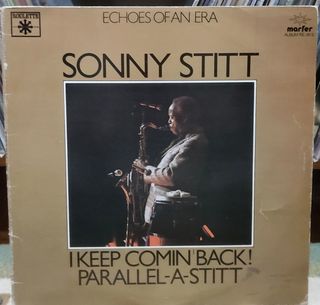 ECHOES OF AN ERA
ROULETTE
marfer
SONNY STITT
I KEEP COMIN' BACK!
PARALLEL-A-STITT